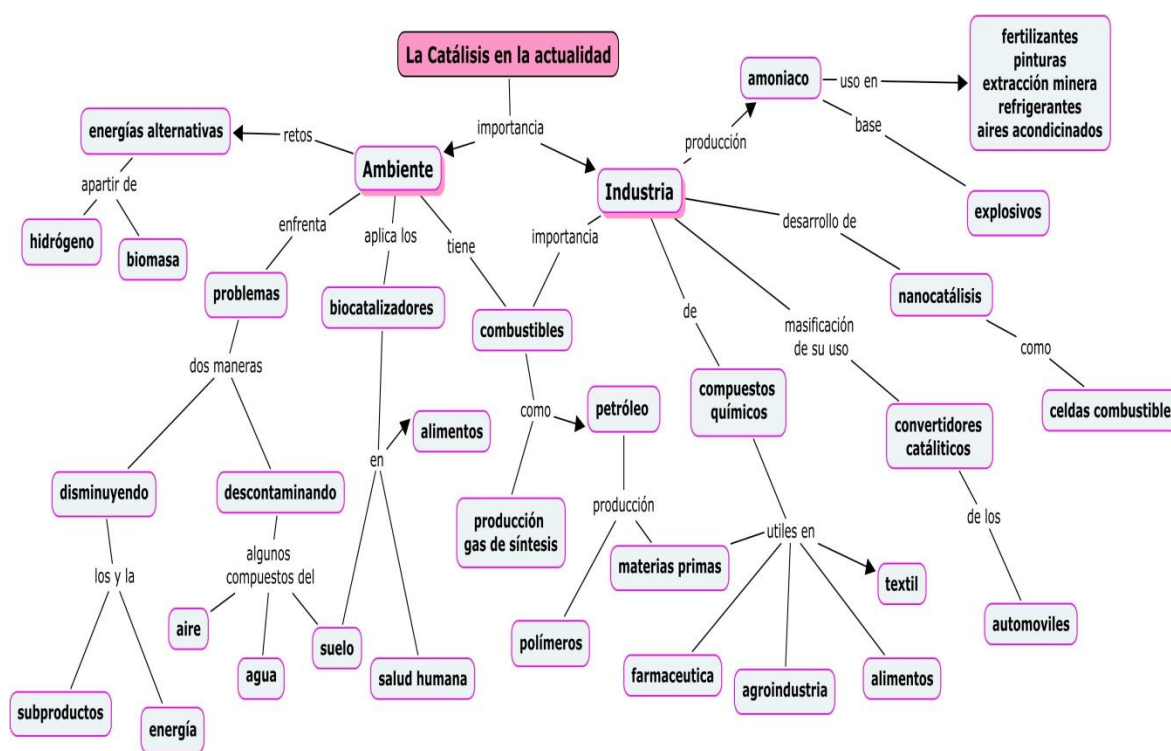 La Catálisis en la actualidad
importancia
Ambiente
Industria
retos
energías alternativas
apartir de
hidrógeno
biomasa
enfrenta
problemas
dos maneras
disminuyendo
los y la
subproductos
energía
descontaminando
algunos
compuestos del
aire
agua
suelo
aplica los
biocatalizadores
en
alimentos
salud humana
tiene
importancia
combustibles
como
petróleo
producción
gas de síntesis
producción
polímeros
materias primas
de
compuestos
químicos
utiles en
textil
farmaceutica
agroindustria
alimentos
masificación
de su uso
convertidores
catáliticos
de los
automoviles
desarrollo de
nanocatálisis
como
celdas combustible
producción
amoniaco
uso en
fertilizantes
pinturas
extracción minera
refrigerantes
aires acondicinados
base
explosivos